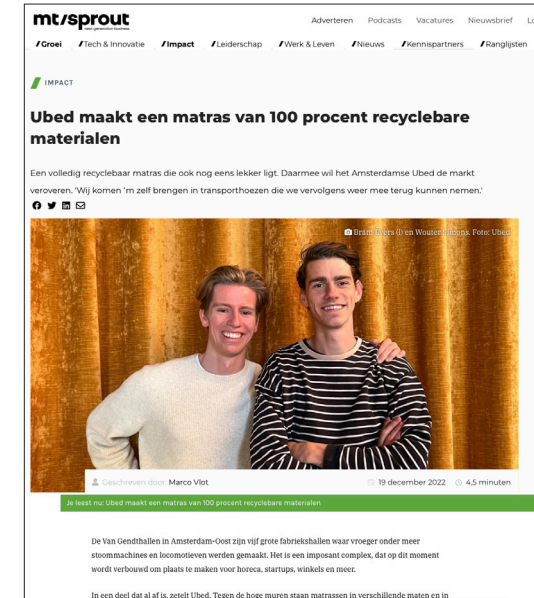 mt/sprout
next generation business
Adverteren Podcasts Vacatures Nieuwsbrief
Groei Tech & Innovatie Impact Leiderschap Werk & Leven Nieuws Kennispartners Ranglijsten
IMPACT
Ubed maakt een matras van 100 procent recyclebare
materialen
Een volledig recyclebaar matras die ook nog eens lekker ligt. Daarmee wil het Amsterdamse Ubed de markt
veroveren. 'Wij komen 'm zelf brengen in transporthoezen die we vervolgens weer mee terug kunnen nemen.'
Bram Evers (l) en Wouter Simons. Foto: Ubed
Geschreven door: Marco Vlot 19 december 2022 4,5 minuten
Je leest nu: Ubed maakt een matras van 100 procent recyclebare materialen
De Van Gendthallen in Amsterdam-Oost zijn vijf grote fabriekshallen waar vroeger onder meer
stoommachines en locomotieven werden gemaakt. Het is een imposant complex, dat op dit moment
wordt verbouwd om plaats te maken voor horeca, startups, winkels en meer.
In een deel dat al af is, zetelt Ubed. Tegen de hoge muren staan matrassen in verschillende maten en in